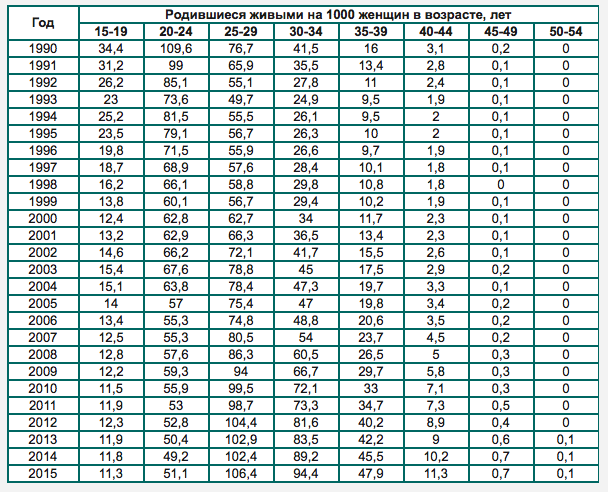 Год Родившиеся живыми на 1000 женщин в возрасте, лет
15-19 20-24 25-29 30-34 35-39 40-44 45-49 50-54
1990 34,4 109,6 76,7 41,5 16 3,1 0,2 0
1991 31,2 99 65,9 35,5 13,4 2,8 0,1 0
1992 26,2 85,1 55,1 27,8 11 2,4 0,1 0
1993 23 73,6 49,7 24,9 9,5 1,9 0,1 0
1994 25,2 81,5 55,5 26,1 9,5 2 0,1 0
1995 23,5 79,1 56,7 26,3 10 2 0,1 0
1996 19,8 71,5 55,9 26,6 9,7 1,9 0,1 0
1997 18,7 68,9 57,6 28,4 10,1 1,8 0,1 0
1998 16,2 66,1 58,8 29,8 10,8 1,8 0 0
1999 13,8 60,1 56,7 29,4 10,2 1,9 0,1 0
2000 12,4 62,8 62,7 34 11,7 2,3 0,1 0
2001 13,2 62,9 66,3 36,5 13,4 2,3 0,1 0
2002 14,6 66,2 72,1 41,7 15,5 2,6 0,1 0
2003 15,4 67,6 78,8 45 17,5 2,9 0,2 0
2004 15,1 63,8 78,4 47,3 19,7 3,3 0,1 0
2005 14 57 75,4 47 19,8 3,4 0,2 0
2006 13,4 55,3 74,8 48,8 20,6 3,5 0,2 0
2007 12,5 55,3 80,5 54 23,7 4,5 0,2 0
2008 12,8 57,6 86,3 60,5 26,5 5 0,3 0
2009 12,2 59,3 94 66,7 29,7 5,8 0,3 0
2010 11,5 55,9 99,5 72,1 33 7,1 0,3 0
2011 11,9 53 98,7 73,3 34,7 7,3 0,5 0
2012 12,3 52,8 104,4 81,6 40,2 8,9 0,4 0
2013 11,9 50,4 102,9 83,5 42,2 9 0,6 0,1
2014 11,8 49,2 102,4 89,2 45,5 10,2 0,7 0,1
2015 11,3 51,1 106,4 94,4 47,9 11,3 0,7 0,1